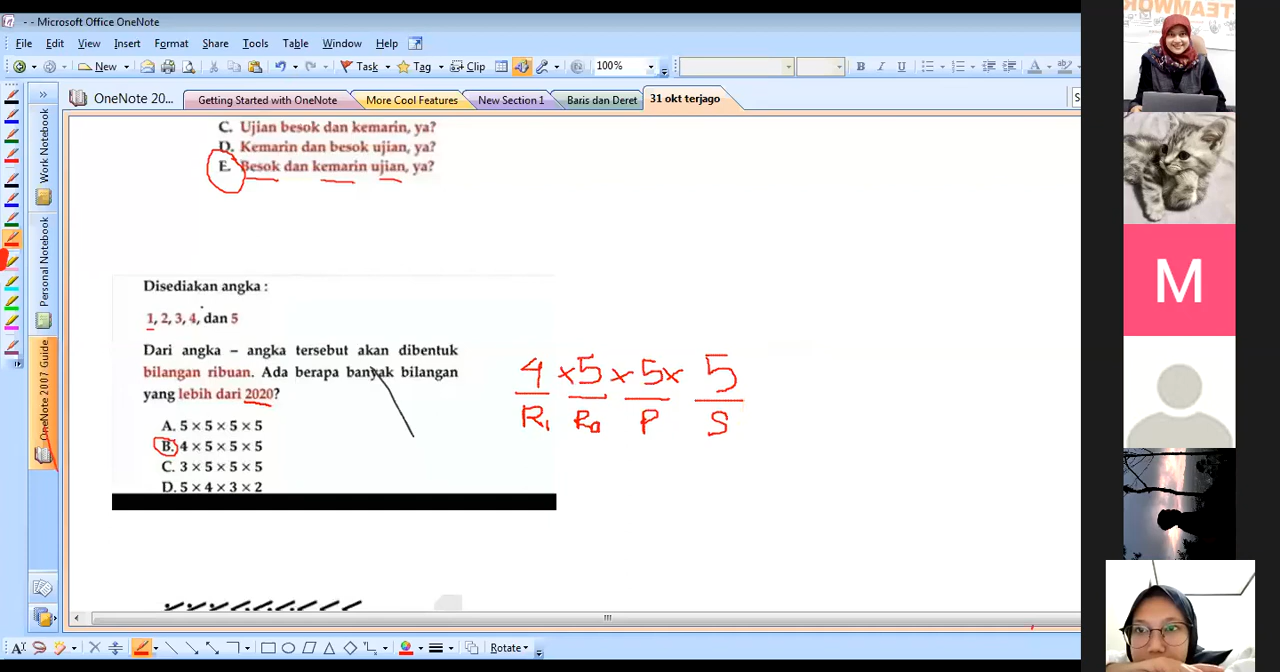 - - Microsoft Office OneNote
TEAMWORK
File Edit View Insert Format Share Tools Table Window Help
New Task Tag Clip 100% B I U A
OneNote 20... Getting Started with OneNote More Cool Features New Section 1 Baris dan Deret 31 okt terjago S
Work Notebook
Personal Notebook
OneNote 2007 Guide
C. Ujian besok dan kemarin, ya?
D. Kemarin dan besok ujian, ya?
E. Besok dan kemarin ujian, ya?
Disediakan angka :
1, 2, 3, 4, dan 5
Dari angka – angka tersebut akan dibentuk
bilangan ribuan. Ada berapa banyak bilangan
yang lebih dari 2020?
A. 5 × 5 × 5 × 5
B. 4 × 5 × 5 × 5
C. 3 × 5 × 5 × 5
D. 5 × 4 × 3 × 2
4 × 5 × 5 × 5
Ri Ra P S
M
Rotate